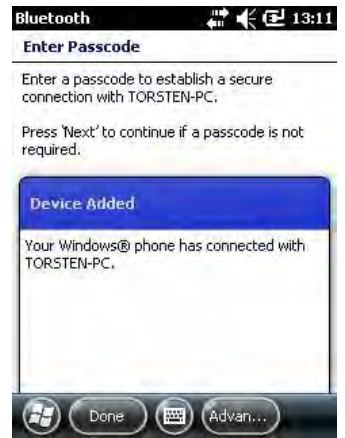 Bluetooth 13:11
Enter Passcode
Enter a passcode to establish a secure
connection with TORSTEN-PC.
Press 'Next' to continue if a passcode is not
required.
Device Added
Your Windows® phone has connected with
TORSTEN-PC.
Done Advan...